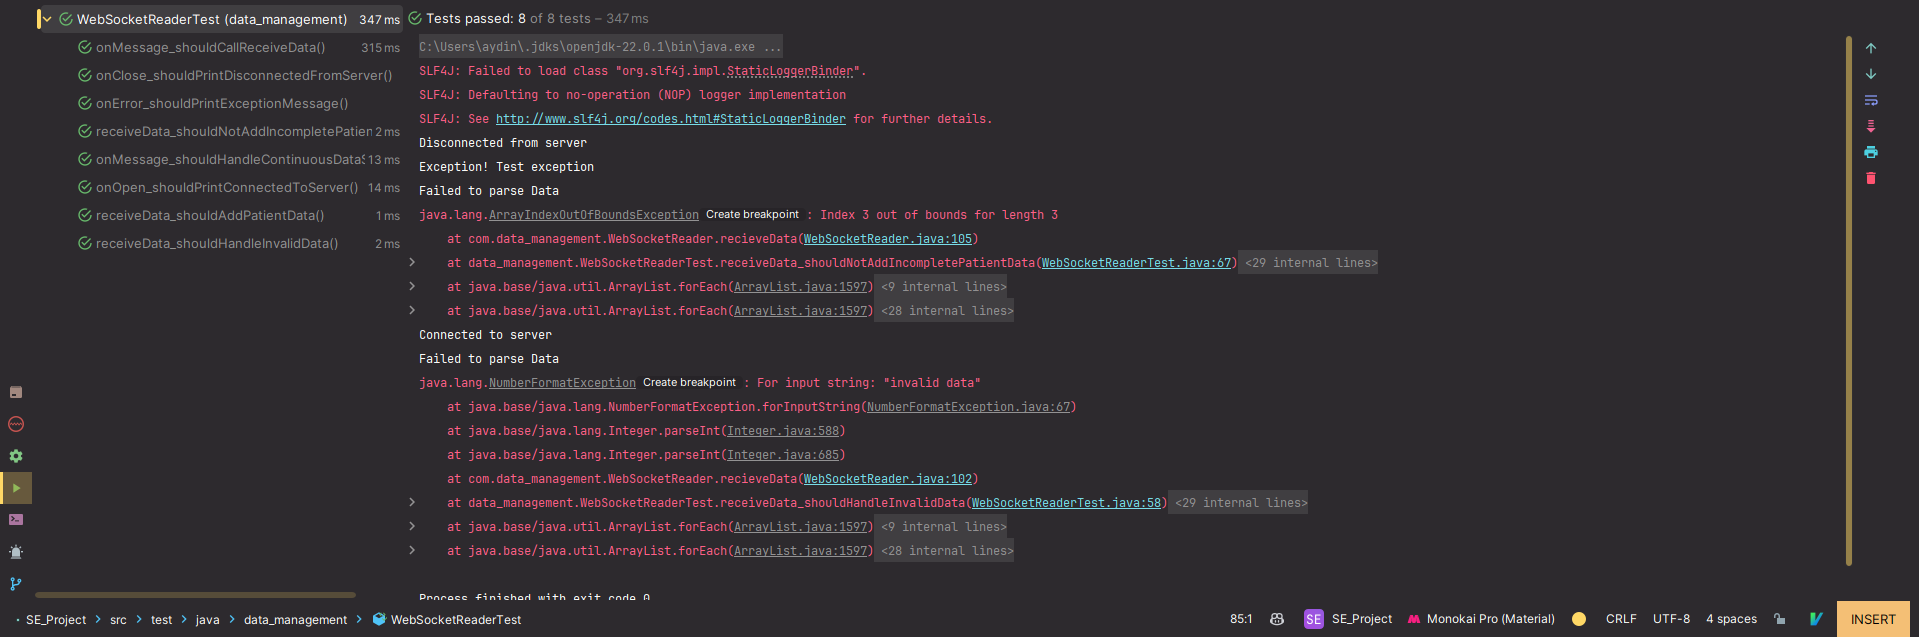 WebSocketReaderTest (data_management) 347 ms
onMessage_shouldCallReceiveData() 315 ms
onClose_shouldPrintDisconnectedFromServer()
onError_shouldPrintExceptionMessage()
receiveData_shouldNotAddIncompletePatien 2 ms
onMessage_shouldHandleContinuousDataS 13 ms
onOpen_shouldPrintConnectedToServer() 14 ms
receiveData_shouldAddPatientData() 1 ms
receiveData_shouldHandleInvalidData() 2 ms
Tests passed: 8 of 8 tests – 347 ms
C:\Users\aydin\.jdks\openjdk-22.0.1\bin\java.exe ...
SLF4J: Failed to load class "org.slf4j.impl.StaticLoggerBinder".
SLF4J: Defaulting to no-operation (NOP) logger implementation
SLF4J: See http://www.slf4j.org/codes.html#StaticLoggerBinder for further details.
Disconnected from server
Exception! Test exception
Failed to parse Data
java.lang.ArrayIndexOutOfBoundsException Create breakpoint : Index 3 out of bounds for length 3
at com.data_management.WebSocketReader.recieveData(WebSocketReader.java:105)
at data_management.WebSocketReaderTest.receiveData_shouldNotAddIncompletePatientData(WebSocketReaderTest.java:67) <29 internal lines>
at java.base/java.util.ArrayList.forEach(ArrayList.java:1597) <9 internal lines>
at java.base/java.util.ArrayList.forEach(ArrayList.java:1597) <28 internal lines>
Connected to server
Failed to parse Data
java.lang.NumberFormatException Create breakpoint : For input string: "invalid data"
at java.base/java.lang.NumberFormatException.forInputString(NumberFormatException.java:67)
at java.base/java.lang.Integer.parseInt(Integer.java:588)
at java.base/java.lang.Integer.parseInt(Integer.java:685)
at com.data_management.WebSocketReader.recieveData(WebSocketReader.java:102)
at data_management.WebSocketReaderTest.receiveData_shouldHandleInvalidData(WebSocketReaderTest.java:58) <29 internal lines>
at java.base/java.util.ArrayList.forEach(ArrayList.java:1597) <9 internal lines>
at java.base/java.util.ArrayList.forEach(ArrayList.java:1597) <28 internal lines>
Process finished with exit code 0
SE_Project > src > test > java > data_management > WebSocketReaderTest
85:1 SE SE_Project Monokai Pro (Material) CRLF UTF-8 4 spaces INSERT